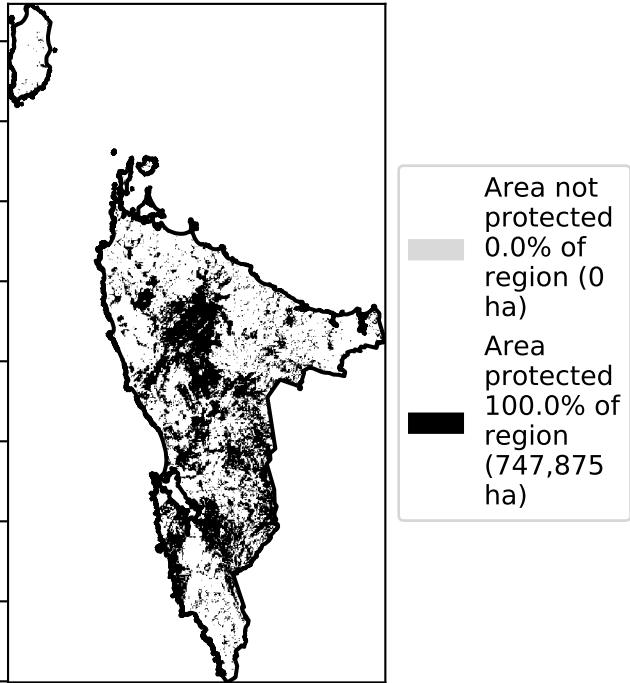 Area not
protected
0.0% of
region (0
ha)
Area
protected
100.0% of
region
(747,875
ha)